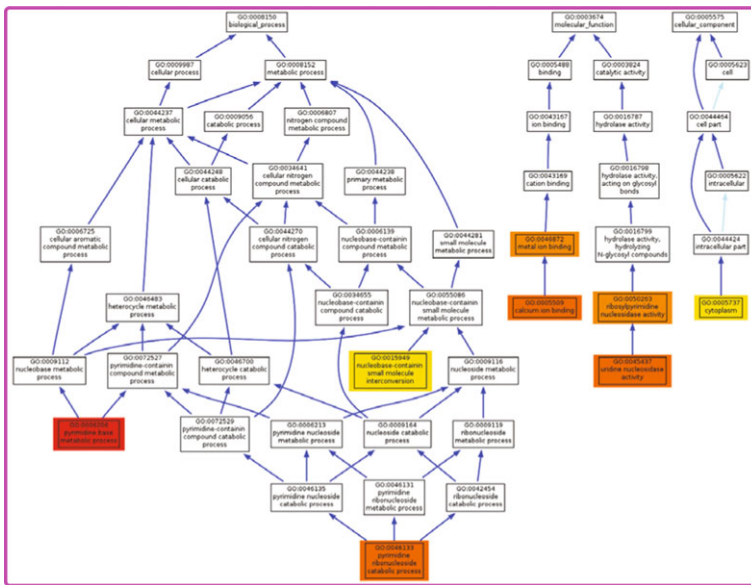 GO:0008150
biological_process
GO:0003674
molecular_function
GO:0005575
cellular_component
GO:0009987
cellular process
GO:0008152
metabolic process
GO:0005488
binding
GO:0003824
catalytic activity
GO:0005623
cell
GO:0044237
cellular metabolic
process
GO:0009056
catabolic process
GO:0006807
nitrogen compound
metabolic process
GO:0043167
ion binding
GO:0016787
hydrolase activity
GO:0044464
cell part
GO:0044248
cellular catabolic
process
GO:0034641
cellular nitrogen
compound metabolic
process
GO:0044238
primary metabolic
process
GO:0043169
cation binding
GO:0016798
hydrolase activity,
acting on glycosyl
bonds
GO:0005622
intracellular
GO:0006725
cellular aromatic
compound metabolic
process
GO:0044270
cellular nitrogen
compound catabolic
process
GO:0006139
nucleobase-containin
compound metabolic
process
GO:0044281
small molecule
metabolic process
GO:0046872
metal ion binding
GO:0016799
hydrolase activity,
hydrolyzing
N-glycosyl compounds
GO:0044424
intracellular part
GO:0046483
heterocycle metabolic
process
GO:0034655
nucleobase-containin
compound catabolic
process
GO:0055086
nucleobase-containin
small molecule
metabolic process
GO:0005509
calcium ion binding
GO:0050263
ribosylpyrimidine
nucleosidase activity
GO:0005737
cytoplasm
GO:0009112
nucleobase metabolic
process
GO:0072527
pyrimidine-containin
compound metabolic
process
GO:0046700
heterocycle catabolic
process
GO:0015949
nucleobase-containin
small molecule
interconversion
GO:0009116
nucleoside metabolic
process
GO:0045437
uridine nucleosidase
activity
GO:0006206
pyrimidine base
metabolic process
GO:0072529
pyrimidine-containin
compound catabolic
process
GO:0006213
pyrimidine nucleoside
metabolic process
GO:0009164
nucleoside catabolic
process
GO:0009119
ribonucleoside
metabolic process
GO:0046135
pyrimidine nucleoside
catabolic process
GO:0046131
pyrimidine
ribonucleoside
metabolic process
GO:0042454
ribonucleoside
catabolic process
GO:0046133
pyrimidine
ribonucleoside
catabolic process